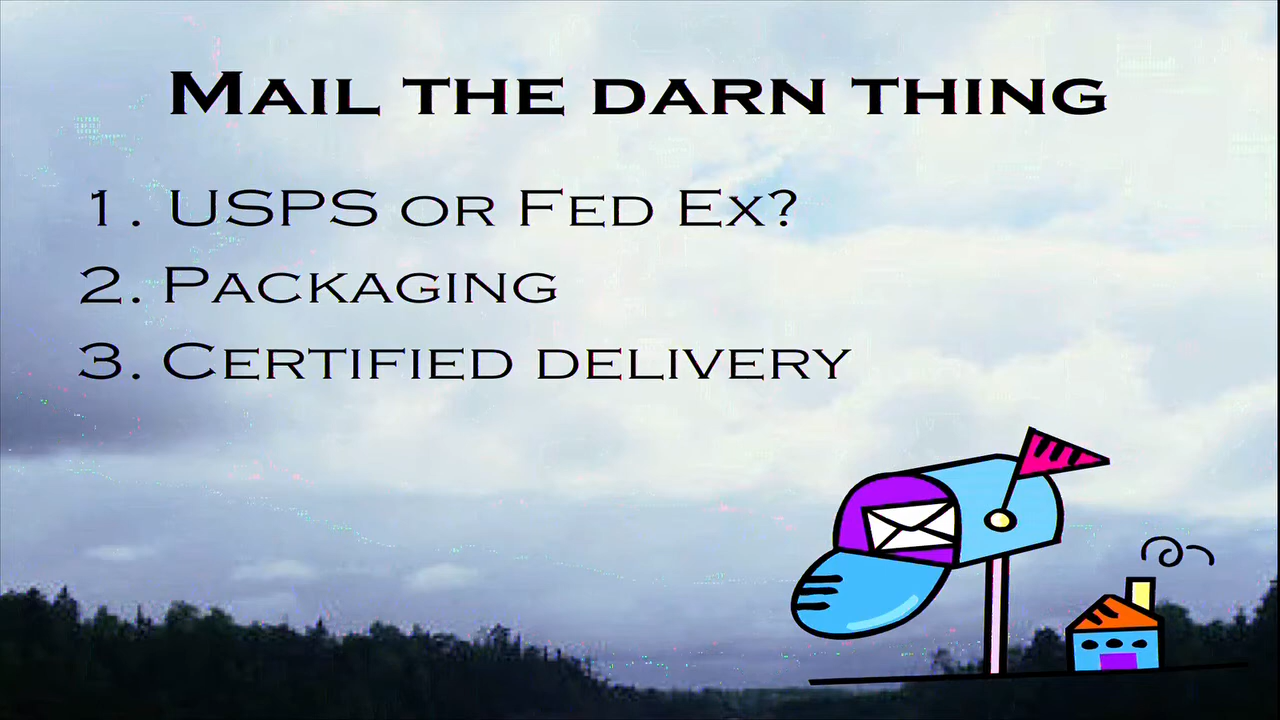 Mail the darn thing
1. USPS or Fed Ex?
2. Packaging
3. Certified delivery